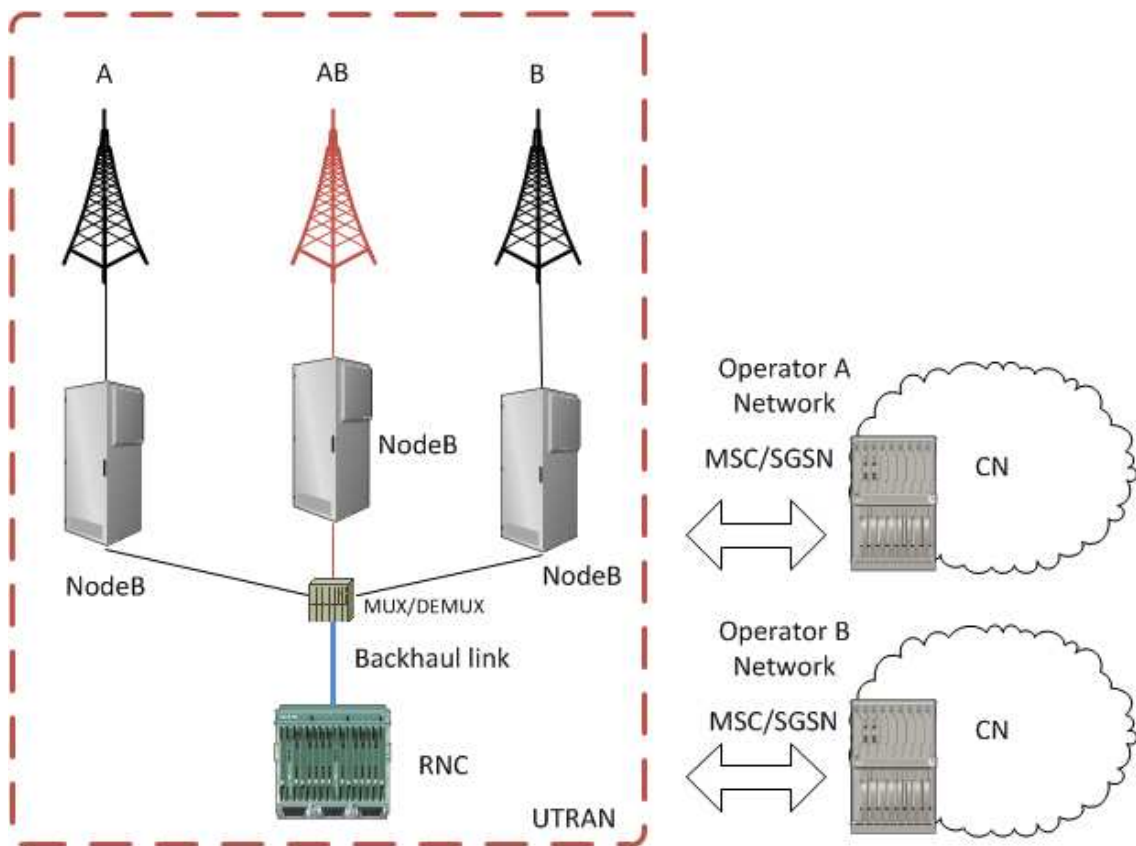 A
AB
B
NodeB
NodeB
NodeB
MUX/DEMUX
Backhaul link
RNC
UTRAN
Operator A
Network
MSC/SGSN
CN
Operator B
Network
MSC/SGSN
CN